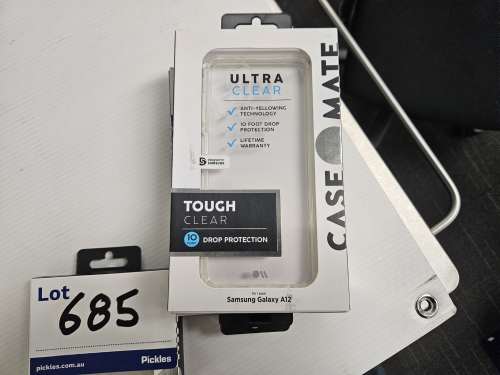 ULTRA
CLEAR
ANTI-YELLOWING
TECHNOLOGY
10 FOOT DROP
PROTECTION
LIFETIME
WARRANTY
CASE MATE
TOUGH
CLEAR
10
DROP PROTECTION
Samsung Galaxy A12
Lot
685
pickles.com.au
Pickles